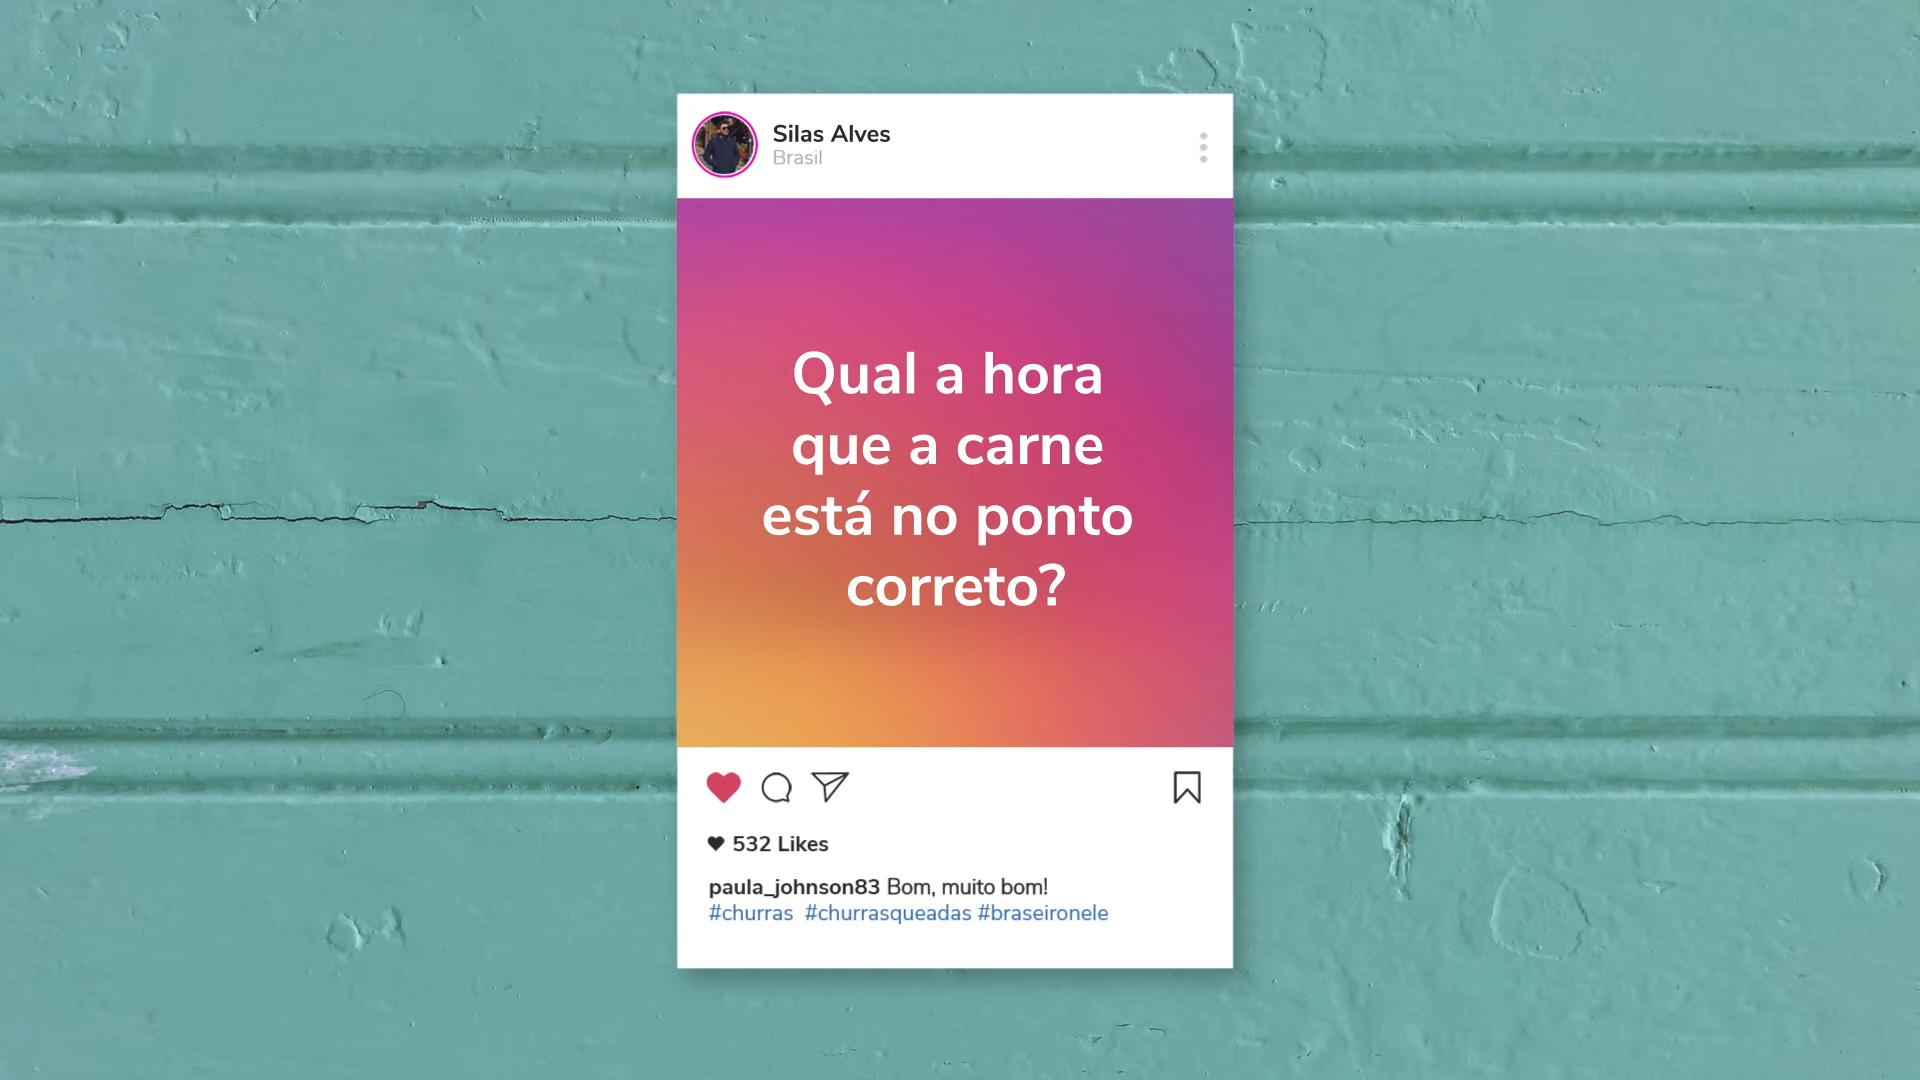 Silas Alves
Brasil
Qual a hora
que a carne
está no ponto
correto?
532 Likes
paula_johnson83 Bom, muito bom!
#churras #churrasqueadas #braseironele